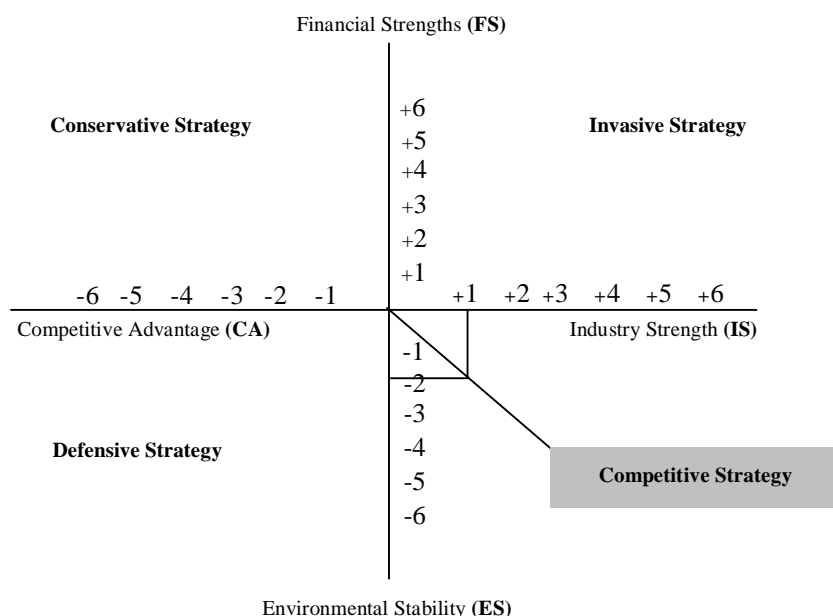 Financial Strengths (FS)
Conservative Strategy
Invasive Strategy
+6
+5
+4
+3
+2
+1
-6 -5 -4 -3 -2 -1 +1 +2 +3 +4 +5 +6
Competitive Advantage (CA)
Industry Strength (IS)
-1
-2
-3
-4
-5
-6
Defensive Strategy
Competitive Strategy
Environmental Stability (ES)